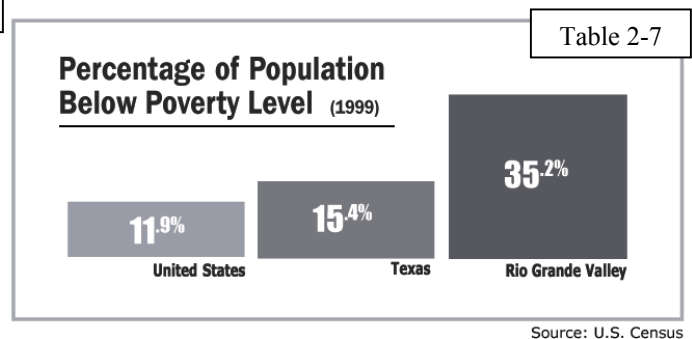 Table 2-7
Percentage of Population
Below Poverty Level (1999)
11.9%
15.4%
35.2%
United States
Texas
Rio Grande Valley
Source: U.S. Census